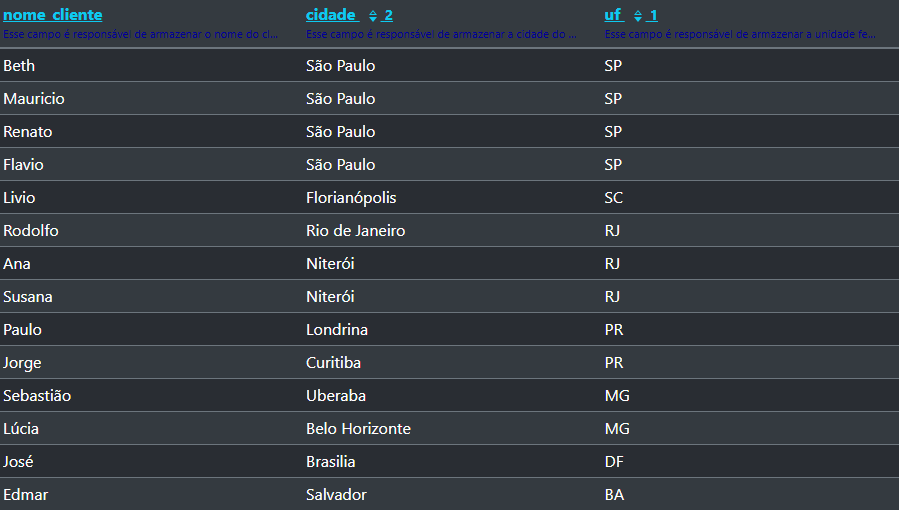 nome_cliente cidade 2 uf 1
Esse campo é responsável de armazenar o nome do cl... Esse campo é responsável de armazenar a cidade do ... Esse campo é responsável de armazenar a unidade fe...
Beth São Paulo SP
Mauricio São Paulo SP
Renato São Paulo SP
Flavio São Paulo SP
Livio Florianópolis SC
Rodolfo Rio de Janeiro RJ
Ana Niterói RJ
Susana Niterói RJ
Paulo Londrina PR
Jorge Curitiba PR
Sebastião Uberaba MG
Lúcia Belo Horizonte MG
José Brasilia DF
Edmar Salvador BA